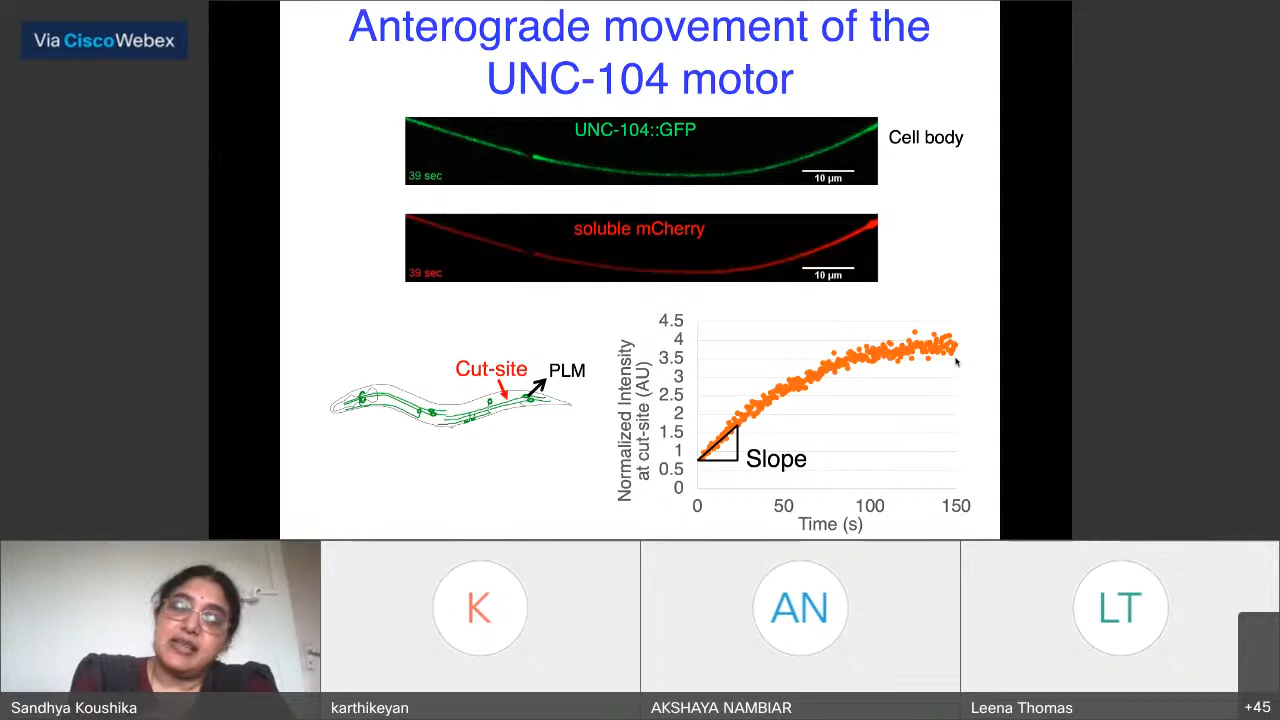 Via Cisco Webex
Anterograde movement of the
UNC-104 motor
UNC-104::GFP
Cell body
39 sec
10 µm
soluble mCherry
39 sec
10 µm
Cut-site
PLM
Normalized Intensity
at cut-site (AU)
4.5
4
3.5
3
2.5
2
1.5
1
0.5
0
Slope
0
50
100
150
Time (s)
K
AN
LT
Sandhya Koushika
karthikeyan
AKSHAYA NAMBIAR
Leena Thomas
+45